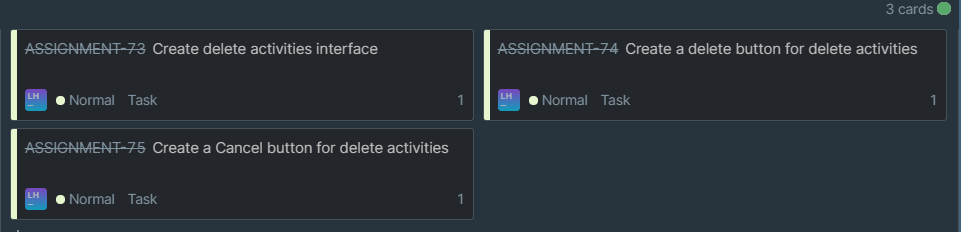 3 cards
ASSIGNMENT-73 Create delete activities interface
LH
Normal Task 1
ASSIGNMENT-74 Create a delete button for delete activities
LH
Normal Task 1
ASSIGNMENT-75 Create a Cancel button for delete activities
LH
Normal Task 1